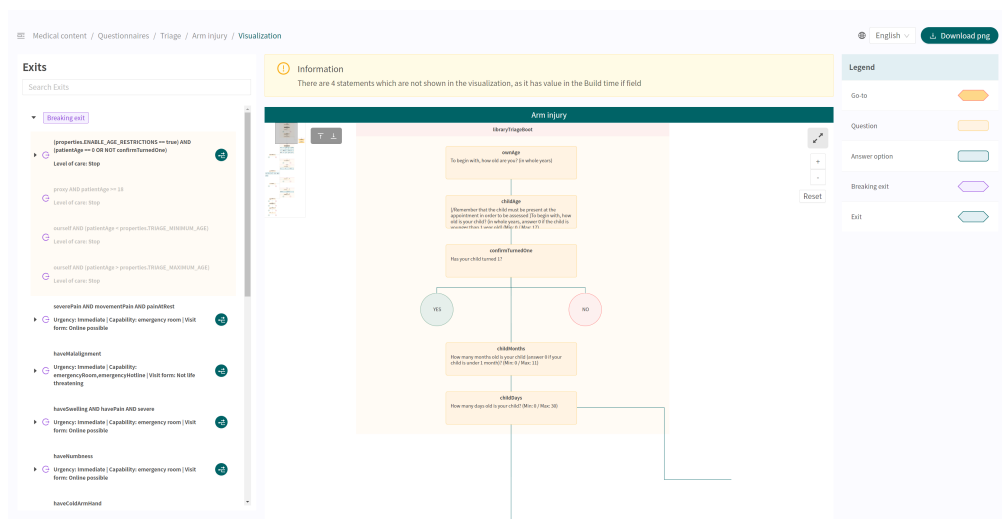 Medical content / Questionnaires / Triage / Arm injury / Visualization
English
Download png
Exits
Search Exits
Breaking exit
(properties.ENABLE_AGE_RESTRICTIONS == true) AND
(patientAge == 0 OR NOT confirmTurnedOne)
Level of care: Stop
proxy AND patientAge >= 18
Level of care: Stop
ourself AND (patientAge < properties.TRIAGE_MINIMUM_AGE)
Level of care: Stop
ourself AND (patientAge > properties.TRIAGE_MAXIMUM_AGE)
Level of care: Stop
severePain AND movementPain AND painAtRest
Urgency: Immediate | Capability: emergency room | Visit
form: Online possible
haveMalalignment
Urgency: Immediate | Capability:
emergencyRoom,emergencyHotline | Visit form: Not life
threatening
haveSwelling AND havePain AND severe
Urgency: Immediate | Capability: emergency room | Visit
form: Online possible
haveNumbness
Urgency: Immediate | Capability: emergency room | Visit
form: Online possible
haveColdArmHand
Information
There are 4 statements which are not shown in the visualization, as it has value in the Build time if field
Arm injury
libraryTriageBoot
ownAge
To begin with, how old are you? (in whole years)
childAge
[/Remember that the child must be present at the
appointment in order to be assessed [To begin with, how
old is your child? (in whole years, answer 0 if the child is
younger than 1 year old) (Min: 0 / Max: 17)
confirmTurnedOne
Has your child turned 1?
YES
NO
childMonths
How many months old is your child (answer 0 if your
child is under 1 month)? (Min: 0 / Max: 11)
childDays
How many days old is your child? (Min: 0 / Max: 30)
+
-
Reset
Legend
Go-to
Question
Answer option
Breaking exit
Exit